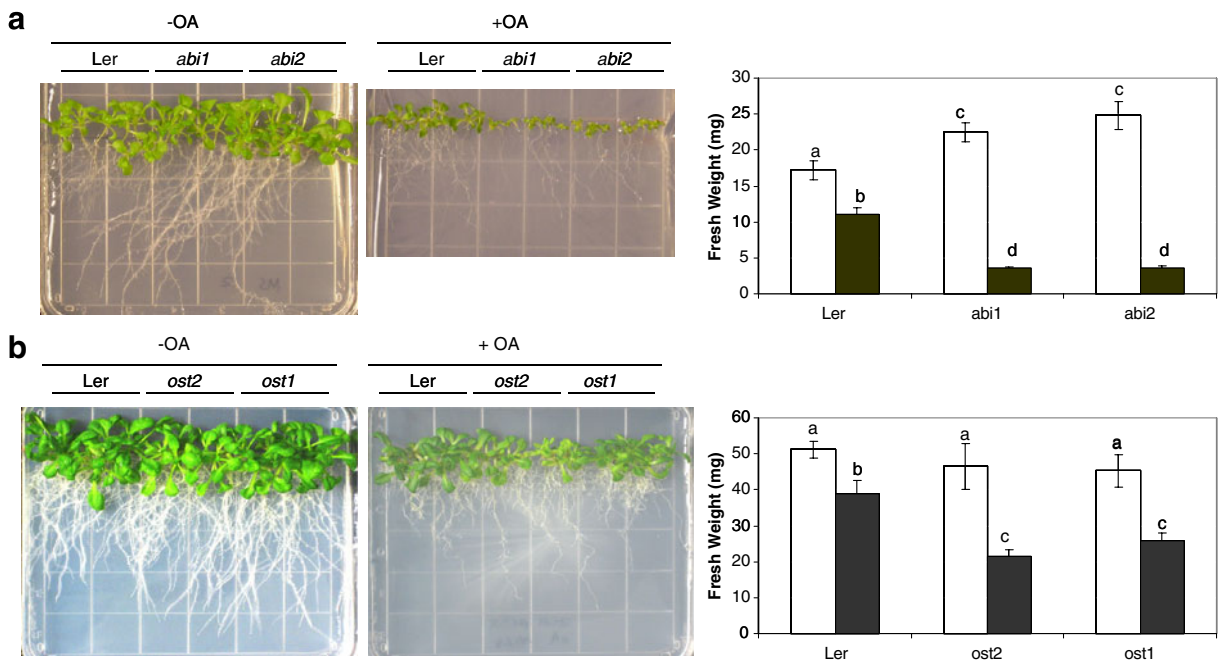 a
-OA
Ler abi1 abi2
+OA
Ler abi1 abi2
Fresh Weight (mg)
30
25
20
15
10
5
0
a
b
c
d
c
d
Ler abi1 abi2
b
-OA
Ler ost2 ost1
+ OA
Ler ost2 ost1
Fresh Weight (mg)
60
50
40
30
20
10
0
a
b
a
c
a
c
Ler ost2 ost1